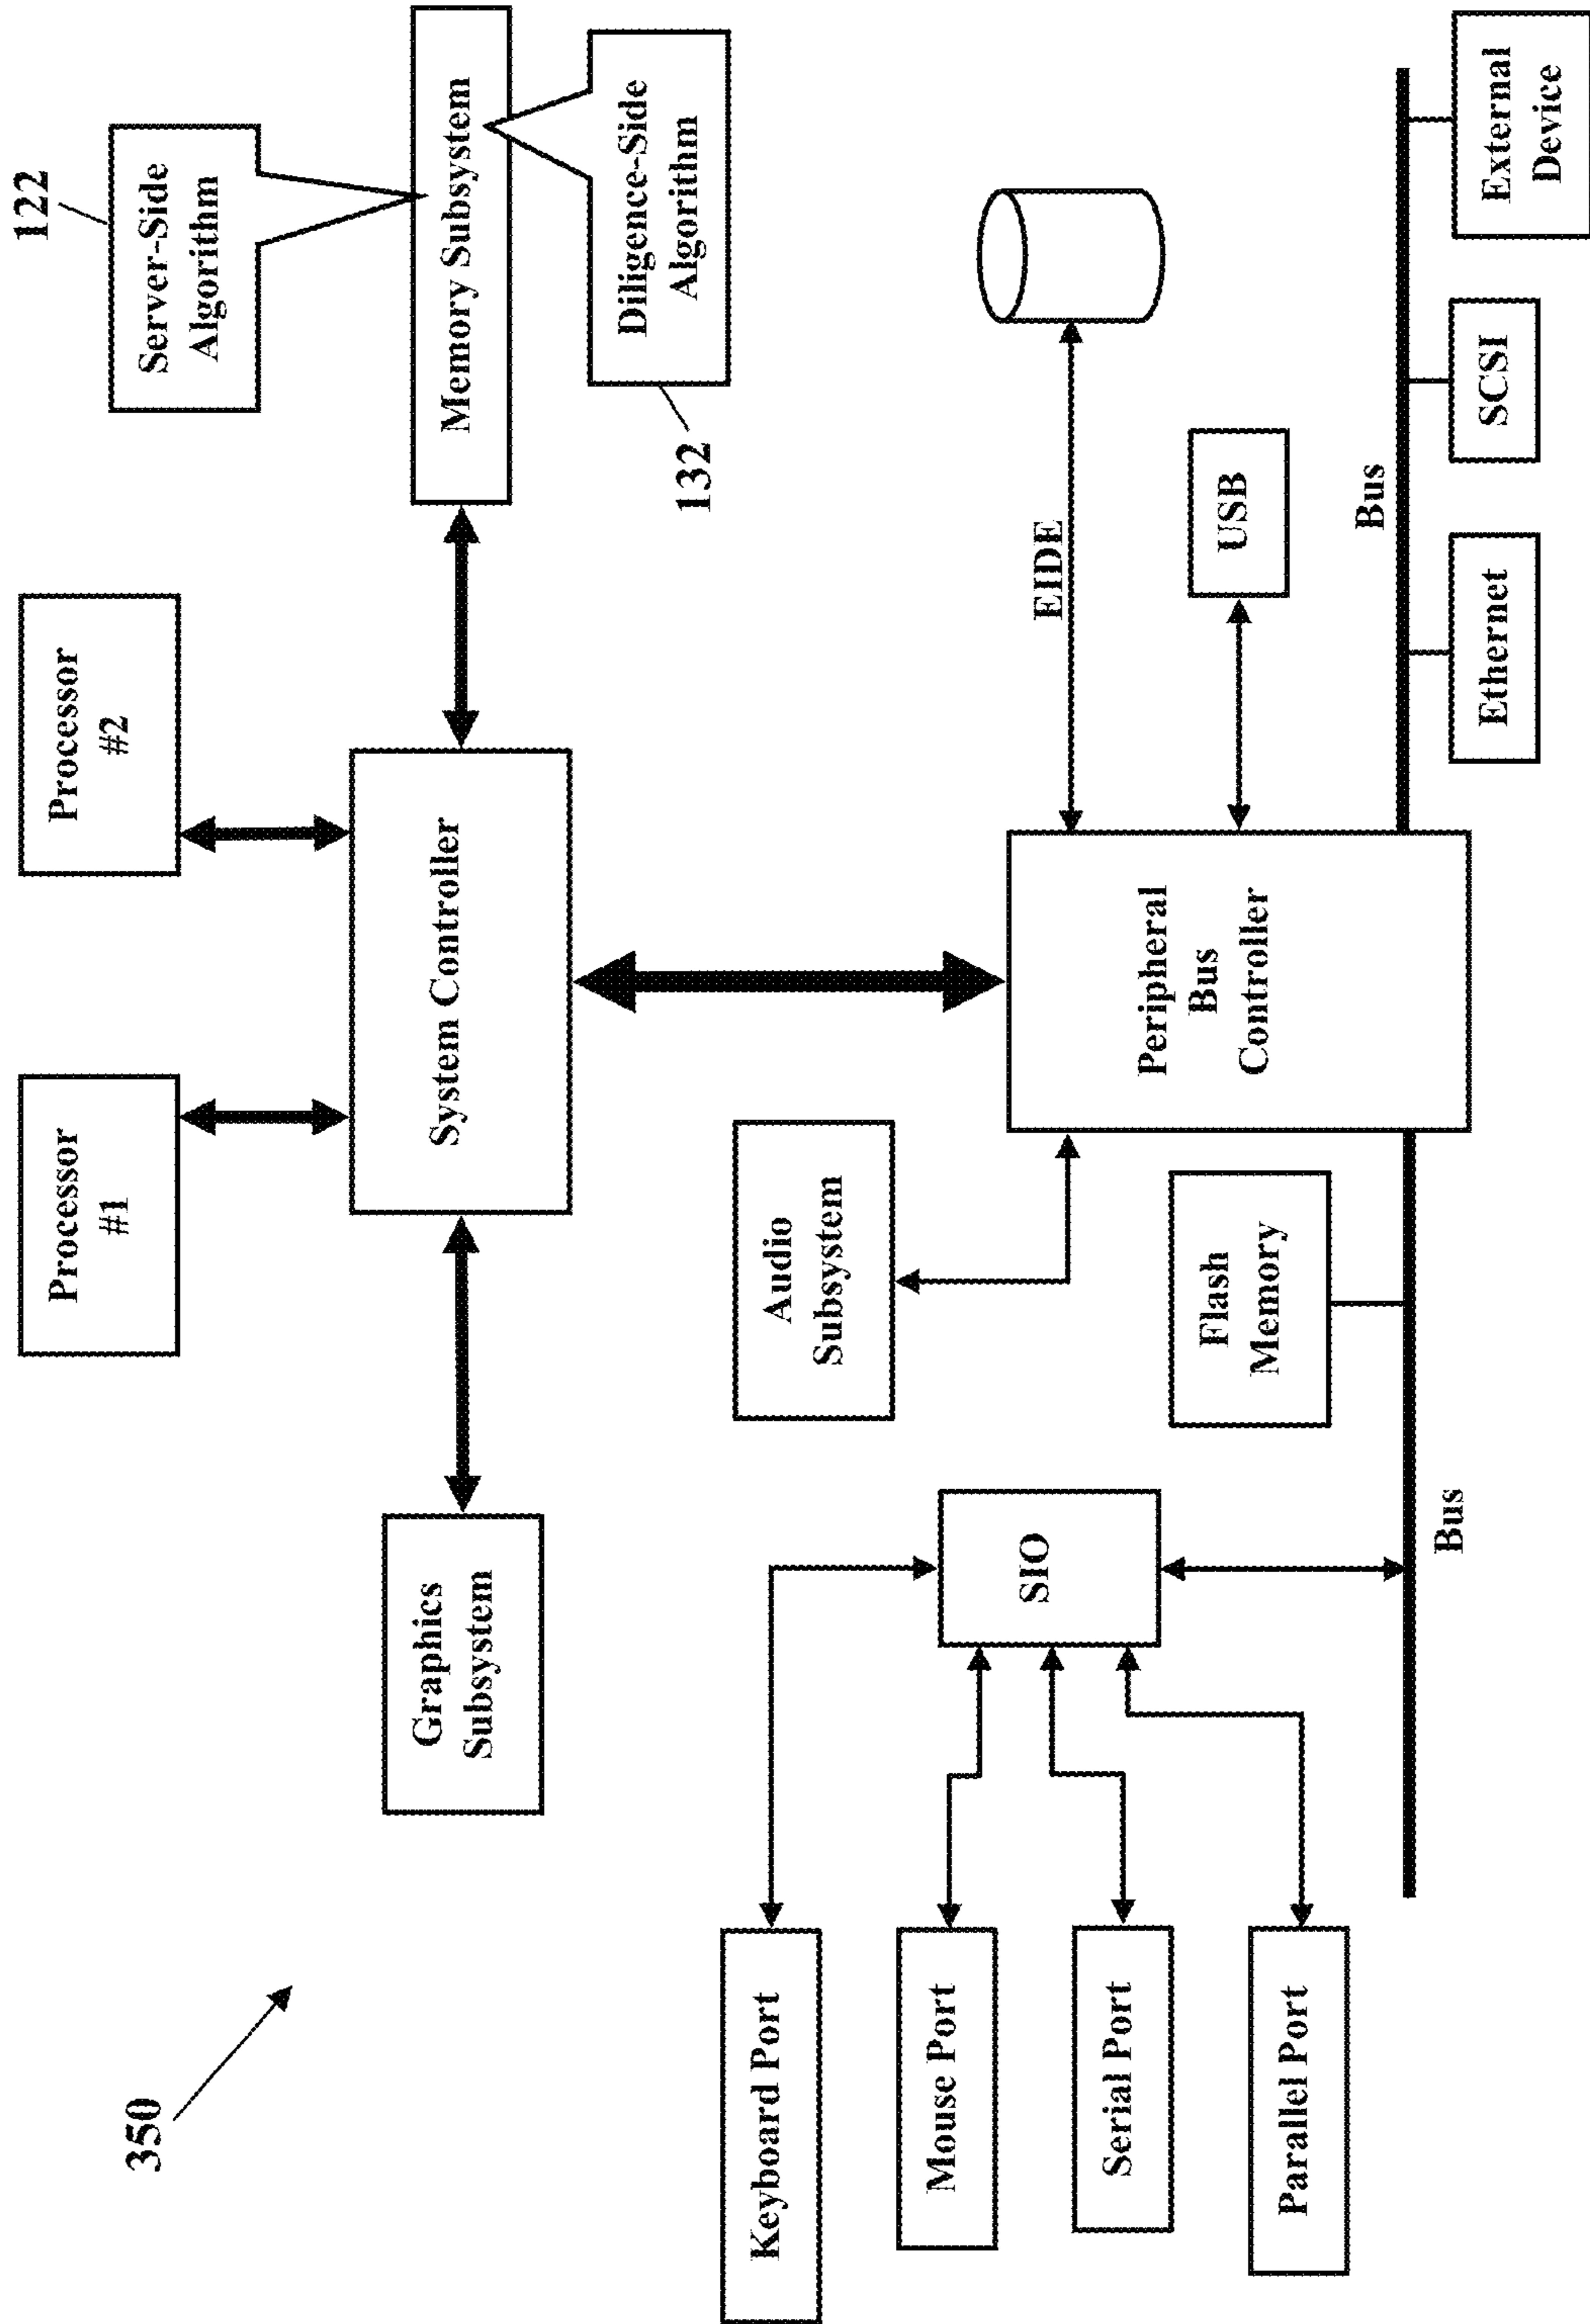 350
Processor
#1
Processor
#2
122
Server-Side
Algorithm
Graphics
Subsystem
System Controller
Memory Subsystem
132
Diligence-Side
Algorithm
Keyboard Port
Mouse Port
Serial Port
Parallel Port
SIO
Audio
Subsystem
Flash
Memory
Bus
Peripheral
Bus
Controller
EIDE
USB
Bus
Ethernet
SCSI
External
Device